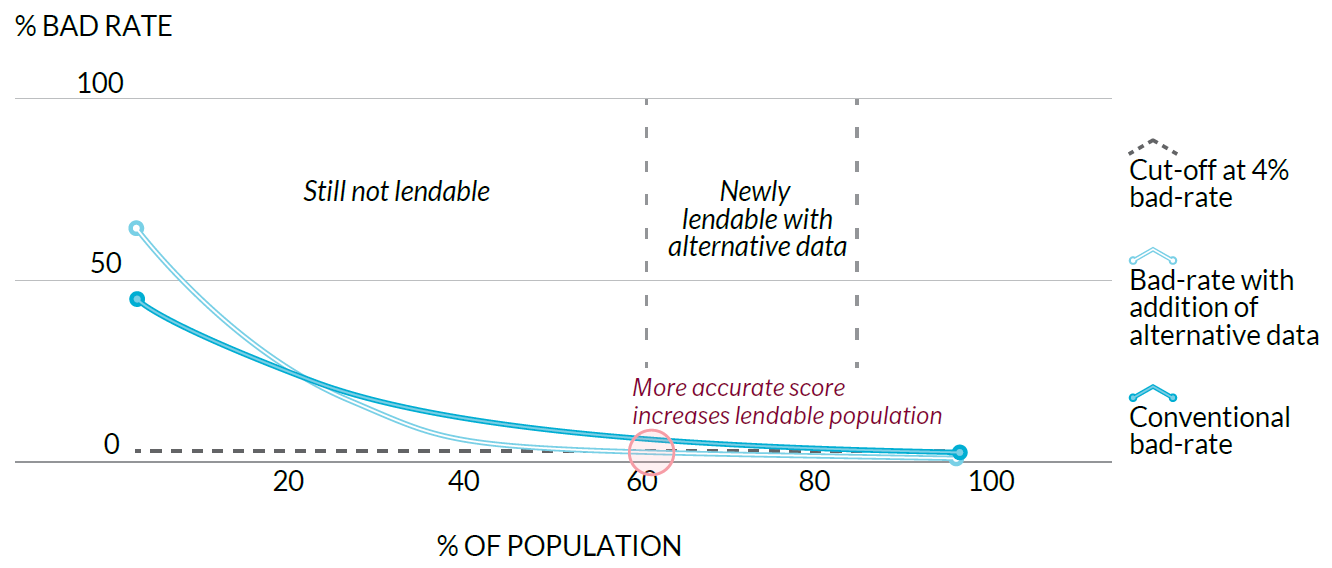 % BAD RATE
100
50
0
Still not lendable
Newly
lendable with
alternative data
More accurate score
increases lendable population
20
40
60
80
100
% OF POPULATION
Cut-off at 4%
bad-rate
Bad-rate with
addition of
alternative data
Conventional
bad-rate